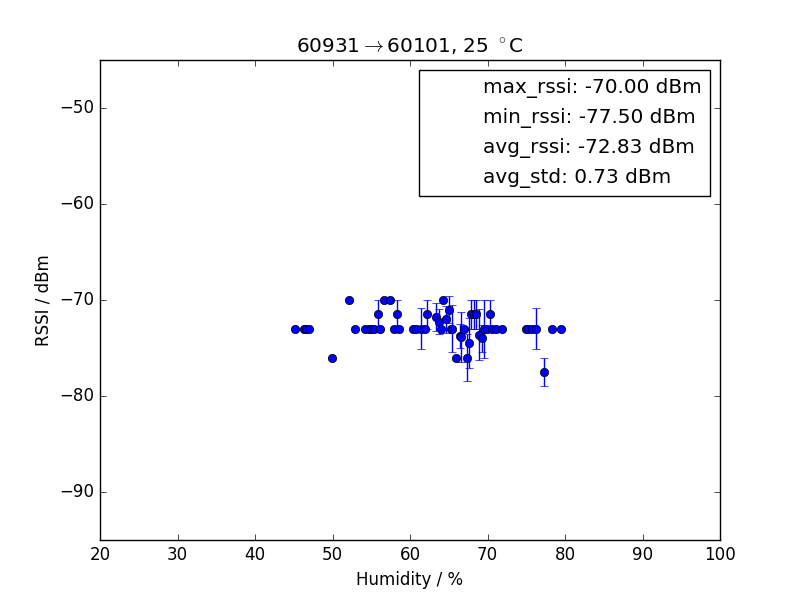 60931→60101, 25 °C
max_rssi: -70.00 dBm
min_rssi: -77.50 dBm
avg_rssi: -72.83 dBm
avg_std: 0.73 dBm
−50
−60
−70
−80
−90
RSSI / dBm
20 30 40 50 60 70 80 90 100
Humidity / %